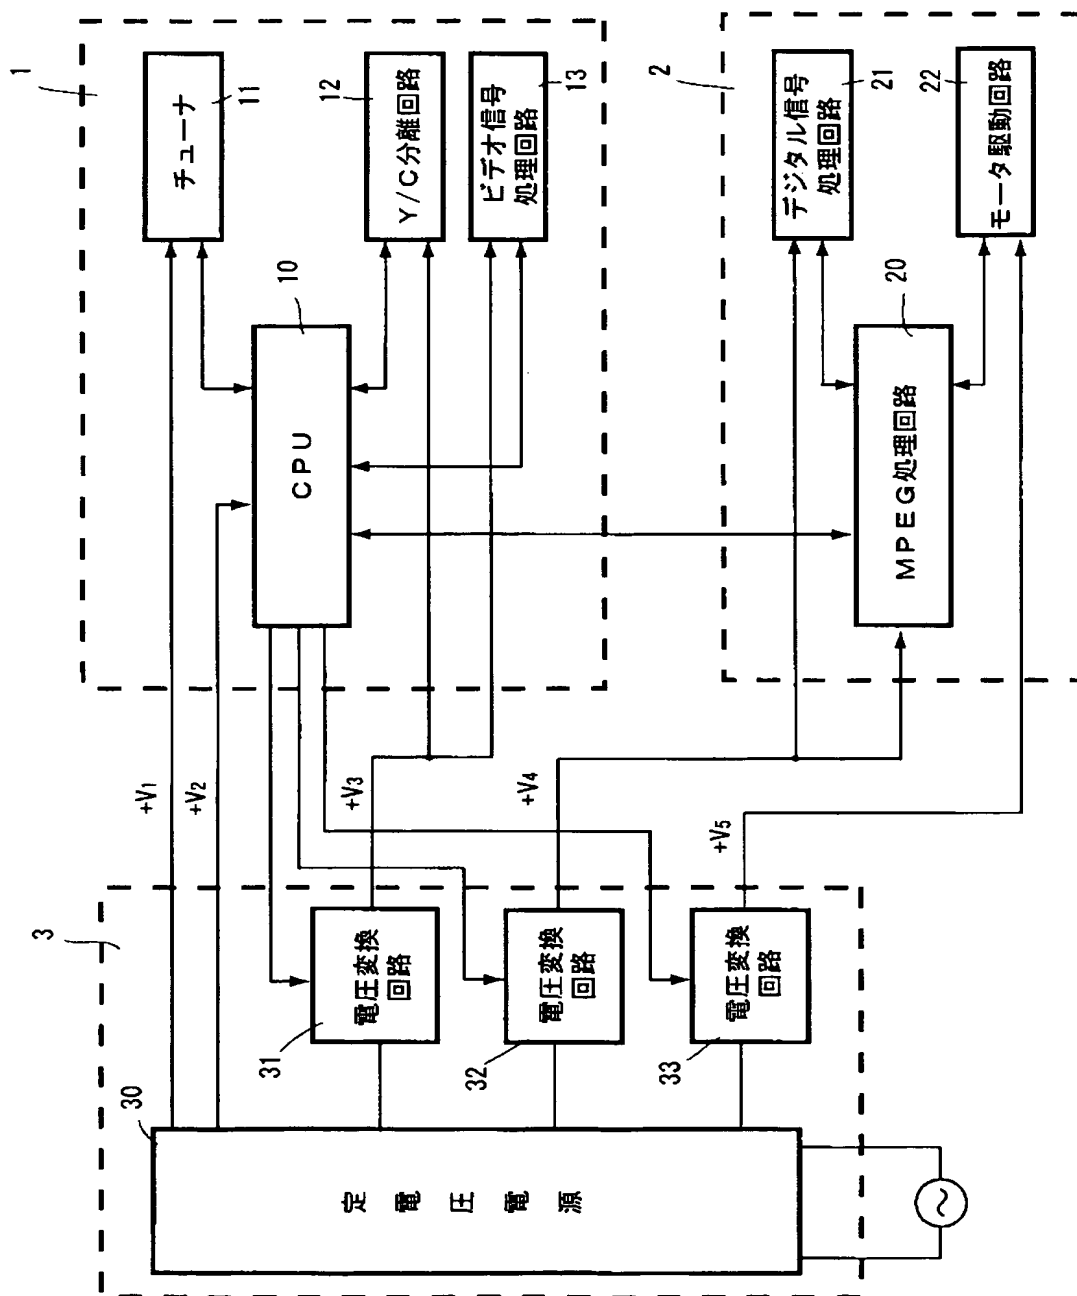 1
チューナ
11
Y/C分離回路
12
ビデオ信号
処理回路
13
CPU
10
2
デジタル信号
処理回路
21
モータ駆動回路
22
MPEG処理回路
20
+V1
+V2
+V3
+V4
+V5
3
電圧変換
回路
31
電圧変換
回路
32
電圧変換
回路
33
30
定電圧電源